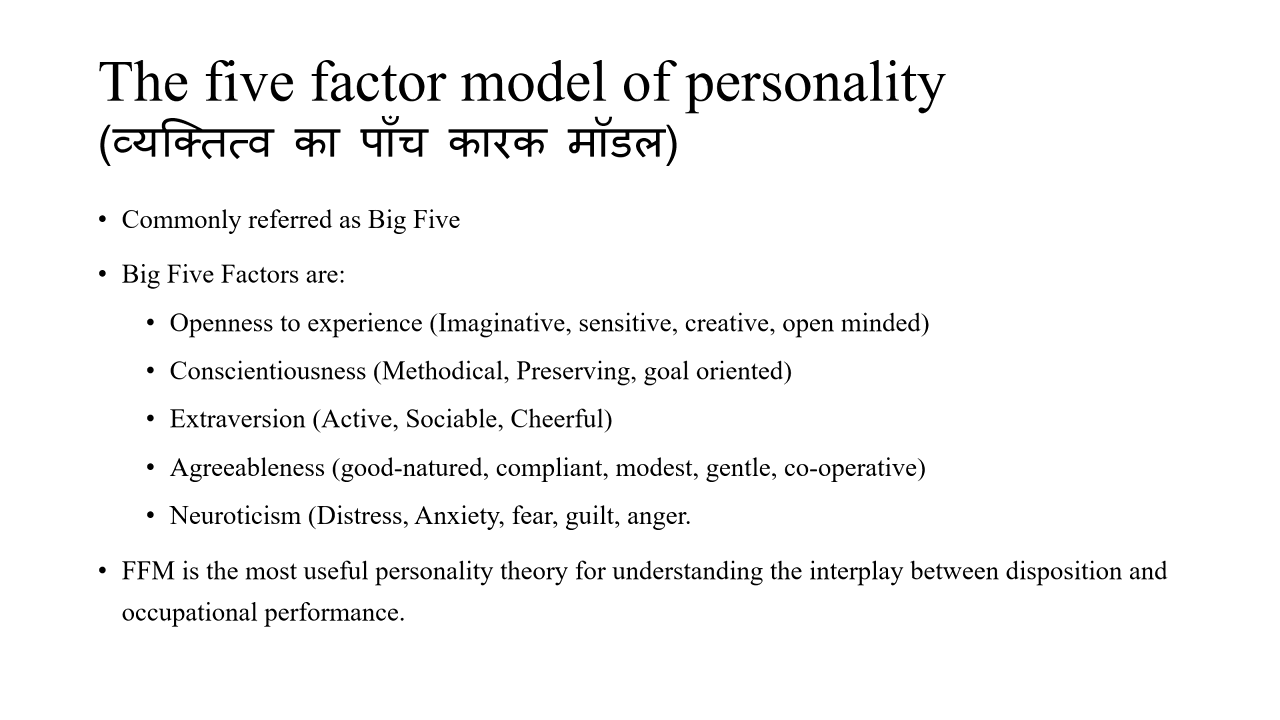 The five factor model of personality
(व्यक्तित्व का पाँच कारक मॉडल)
• Commonly referred as Big Five
• Big Five Factors are:
• Openness to experience (Imaginative, sensitive, creative, open minded)
• Conscientiousness (Methodical, Preserving, goal oriented)
• Extraversion (Active, Sociable, Cheerful)
• Agreeableness (good-natured, compliant, modest, gentle, co-operative)
• Neuroticism (Distress, Anxiety, fear, guilt, anger.
• FFM is the most useful personality theory for understanding the interplay between disposition and
occupational performance.